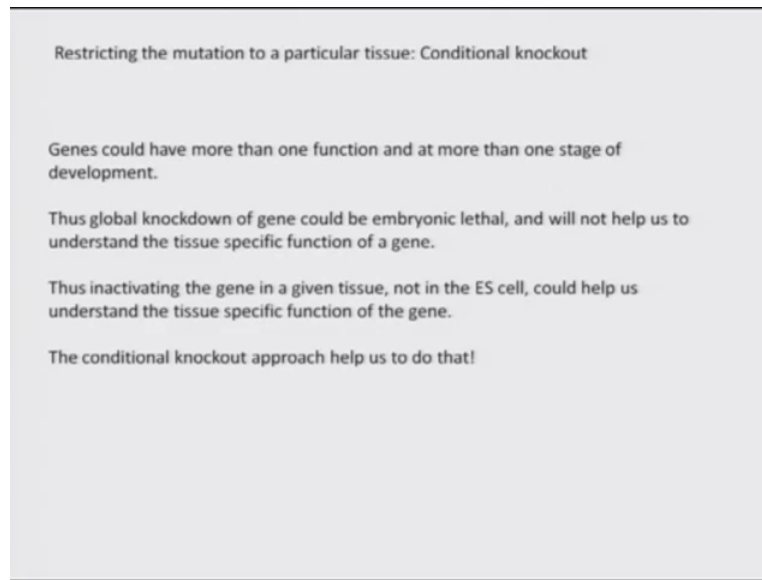 Restricting the mutation to a particular tissue: Conditional knockout
Genes could have more than one function and at more than one stage of
development.
Thus global knockdown of gene could be embryonic lethal, and will not help us to
understand the tissue specific function of a gene.
Thus inactivating the gene in a given tissue, not in the ES cell, could help us
understand the tissue specific function of the gene.
The conditional knockout approach help us to do that!